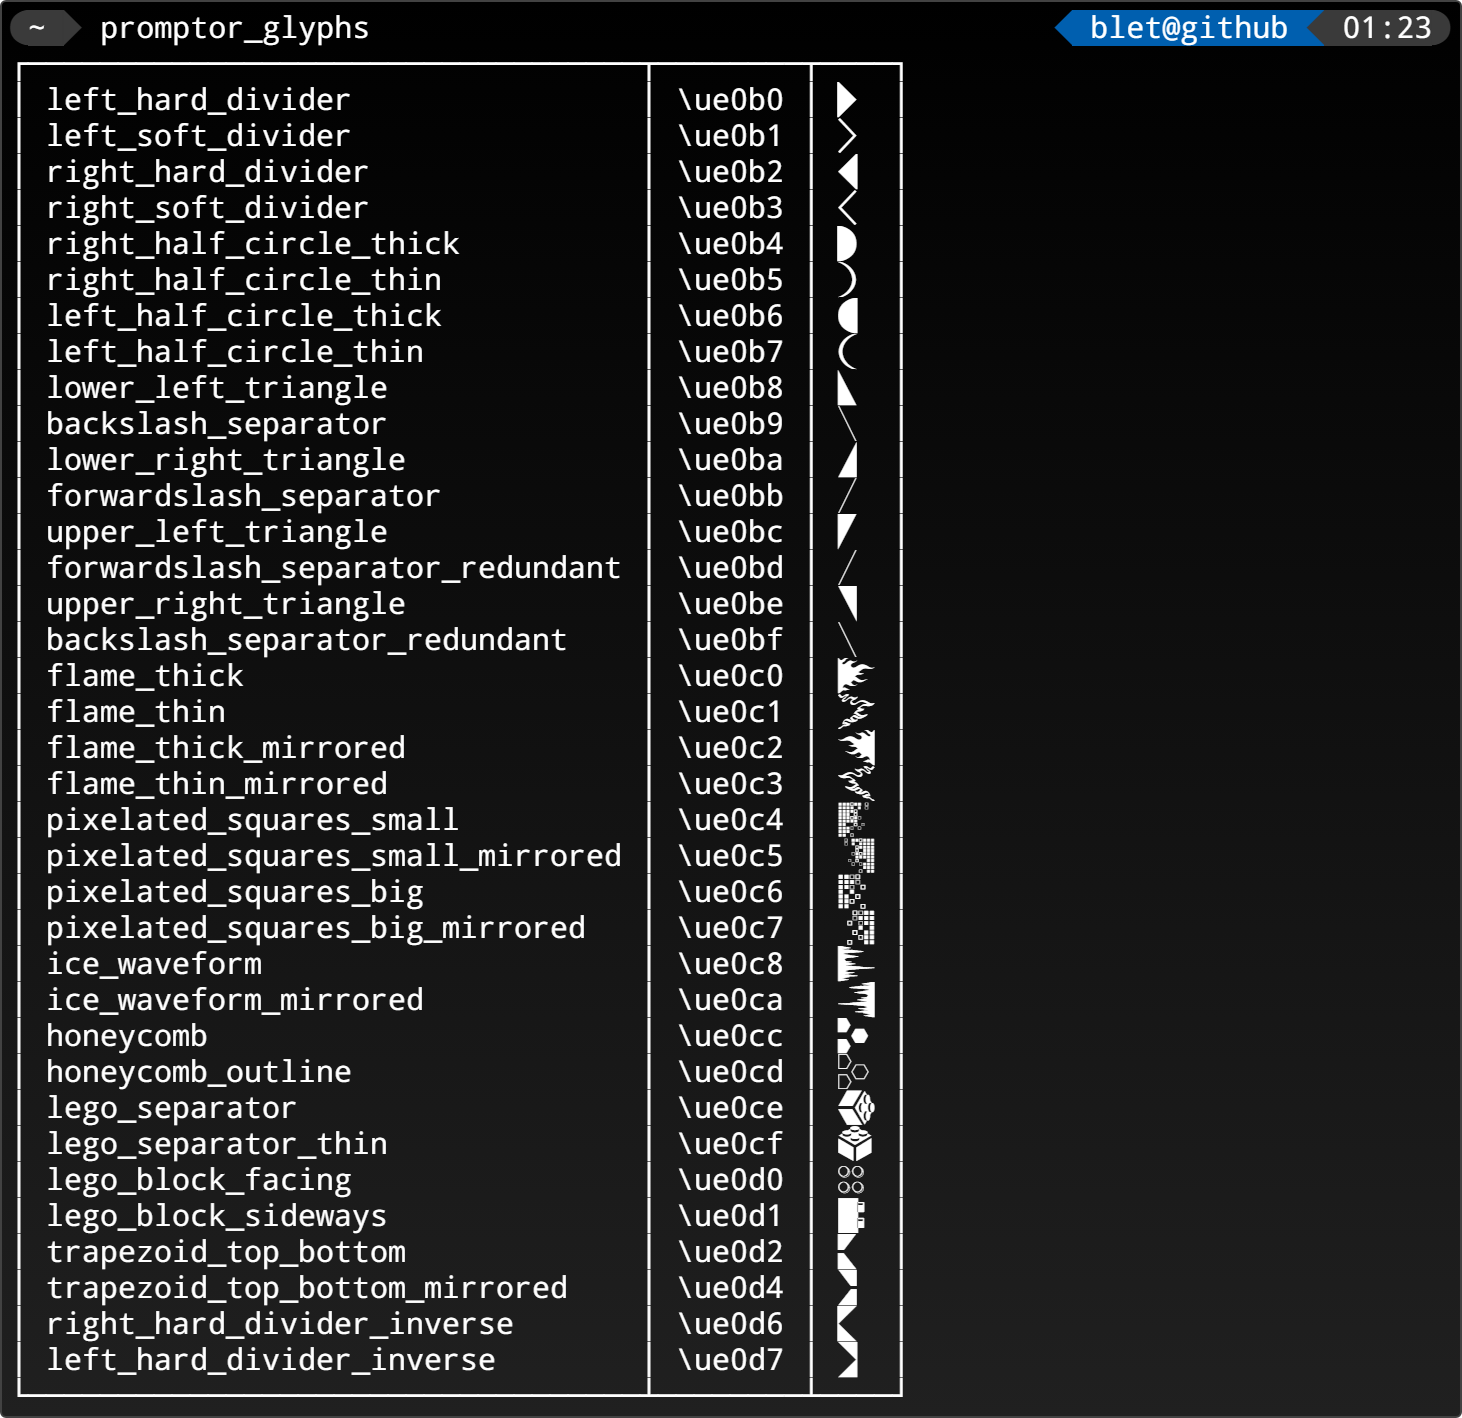 ~ promptor_glyphs blet@github 01:23
left_hard_divider \ue0b0
left_soft_divider \ue0b1
right_hard_divider \ue0b2
right_soft_divider \ue0b3
right_half_circle_thick \ue0b4
right_half_circle_thin \ue0b5
left_half_circle_thick \ue0b6
left_half_circle_thin \ue0b7
lower_left_triangle \ue0b8
backslash_separator \ue0b9
lower_right_triangle \ue0ba
forwardslash_separator \ue0bb
upper_left_triangle \ue0bc
forwardslash_separator_redundant \ue0bd
upper_right_triangle \ue0be
backslash_separator_redundant \ue0bf
flame_thick \ue0c0
flame_thin \ue0c1
flame_thick_mirrored \ue0c2
flame_thin_mirrored \ue0c3
pixelated_squares_small \ue0c4
pixelated_squares_small_mirrored \ue0c5
pixelated_squares_big \ue0c6
pixelated_squares_big_mirrored \ue0c7
ice_waveform \ue0c8
ice_waveform_mirrored \ue0ca
honeycomb \ue0cc
honeycomb_outline \ue0cd
lego_separator \ue0ce
lego_separator_thin \ue0cf
lego_block_facing \ue0d0
lego_block_sideways \ue0d1
trapezoid_top_bottom \ue0d2
trapezoid_top_bottom_mirrored \ue0d4
right_hard_divider_inverse \ue0d6
left_hard_divider_inverse \ue0d7